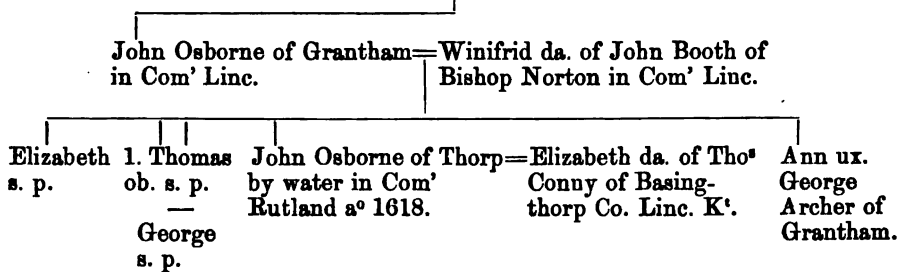 John Osborne of Grantham=Winifrid da. of John Booth of
in Com' Linc. Bishop Norton in Com' Linc.
Elizabeth
s. p.
1. Thomas
ob. s. p.
—
George
s. p.
John Osborne of Thorp=Elizabeth da. of Thoˢ
by water in Com' Conny of Basing-
Rutland aº 1618. thorp Co. Linc. Kᵗ.
Ann ux.
George
Archer of
Grantham.